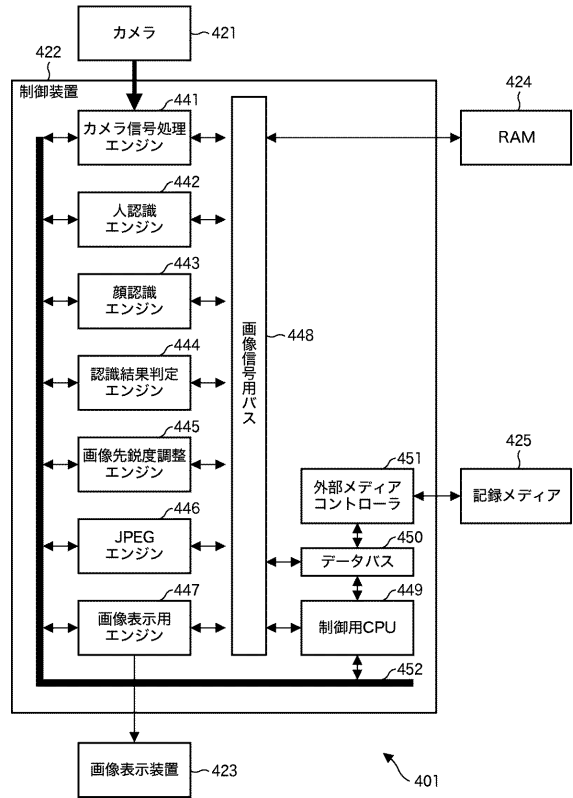 カメラ
421
422
制御装置
441
カメラ信号処理
エンジン
424
RAM
442
人認識
エンジン
443
顔認識
エンジン
444
認識結果判定
エンジン
画像信号用バス
448
445
画像先鋭度調整
エンジン
451
外部メディア
コントローラ
425
記録メディア
446
JPEG
エンジン
450
データバス
447
画像表示用
エンジン
449
制御用CPU
452
画像表示装置
423
401